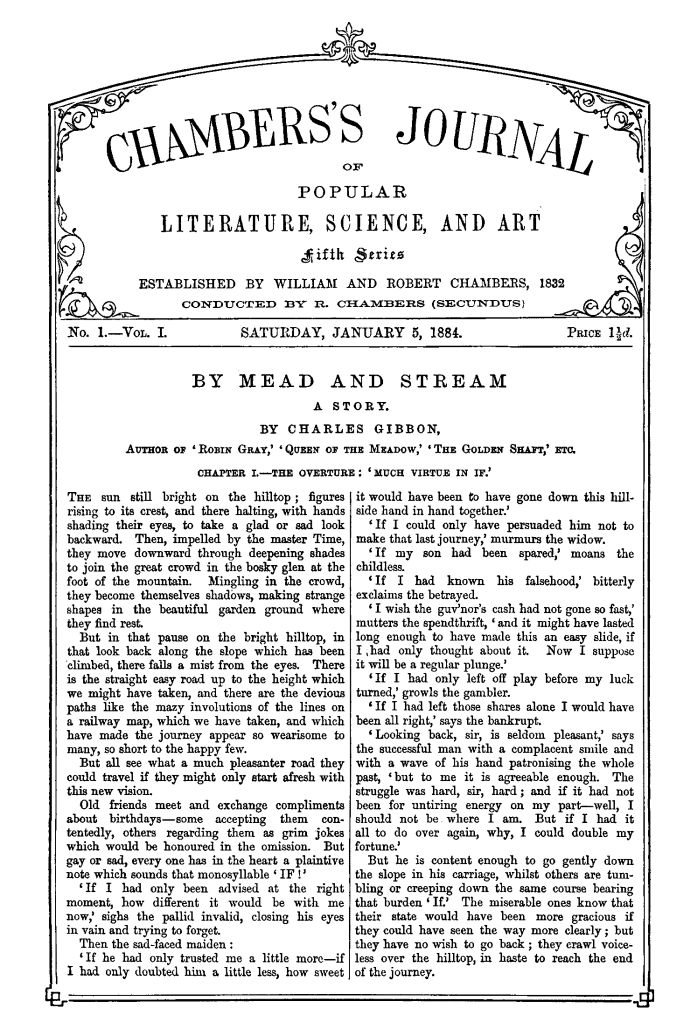 CHAMBERS'S JOURNAL
OF
POPULAR
LITERATURE, SCIENCE, AND ART
Fifth Series
ESTABLISHED BY WILLIAM AND ROBERT CHAMBERS, 1832
CONDUCTED BY R. CHAMBERS (SECUNDUS)
No. 1.—Vol. I. SATURDAY, JANUARY 5, 1884. Price 1½d.
BY MEAD AND STREAM
A STORY.
BY CHARLES GIBBON,
Author of ‘Robin Gray,’ ‘Queen of the Meadow,’ ‘The Golden Shaft,’ etc.
CHAPTER I.—THE OVERTURE: ‘MUCH VIRTUE IN IF.’
The sun still bright on the hilltop; figures
rising to its crest, and there halting, with hands
shading their eyes, to take a glad or sad look
backward. Then, impelled by the master Time,
they move downward through deepening shades
to join the great crowd in the bosky glen at the
foot of the mountain. Mingling in the crowd,
they become themselves shadows, making strange
shapes in the beautiful garden ground where
they find rest.
But in that pause on the bright hilltop, in
that look back along the slope which has been
climbed, there falls a mist from the eyes. There
is the straight easy road up to the height which
we might have taken, and there are the devious
paths like the mazy involutions of the lines on
a railway map, which we have taken, and which
have made the journey appear so wearisome to
many, so short to the happy few.
But all see what a much pleasanter road they
could travel if they might only start afresh with
this new vision.
Old friends meet and exchange compliments
about birthdays—some accepting them con-
tentedly, others regarding them as grim jokes
which would be honoured in the omission. But
gay or sad, every one has in the heart a plaintive
note which sounds that monosyllable ‘IF!’
‘If I had only been advised at the right
moment, how different it would be with me
now,’ sighs the pallid invalid, closing his eyes
in vain and trying to forget.
Then the sad-faced maiden:
‘If he had only trusted me a little more—if
I had only doubted him a little less, how sweet
it would have been to have gone down this hill-
side hand in hand together.’
‘If I could only have persuaded him not to
make that last journey,’ murmurs the widow.
‘If my son had been spared,’ moans the
childless.
‘If I had known his falsehood,’ bitterly
exclaims the betrayed.
‘I wish the guv'nor's cash had not gone so fast,’
mutters the spendthrift, ‘and it might have lasted
long enough to have made this an easy slide, if
I had only thought about it. Now I suppose
it will be a regular plunge.’
‘If I had only left off play before my luck
turned,’ growls the gambler.
‘If I had left those shares alone I would have
been all right,’ says the bankrupt.
‘Looking back, sir, is seldom pleasant,’ says
the successful man with a complacent smile and
with a wave of his hand patronising the whole
past, ‘but to me it is agreeable enough. The
struggle was hard, sir, hard; and if it had not
been for untiring energy on my part—well, I
should not be where I am. But if I had it
all to do over again, why, I could double my
fortune.’
But he is content enough to go gently down
the slope in his carriage, whilst others are tum-
bling or creeping down the same course bearing
that burden ‘If.’ The miserable ones know that
their state would have been more gracious if
they could have seen the way more clearly; but
they have no wish to go back; they crawl voice-
less over the hilltop, in haste to reach the end
of the journey.